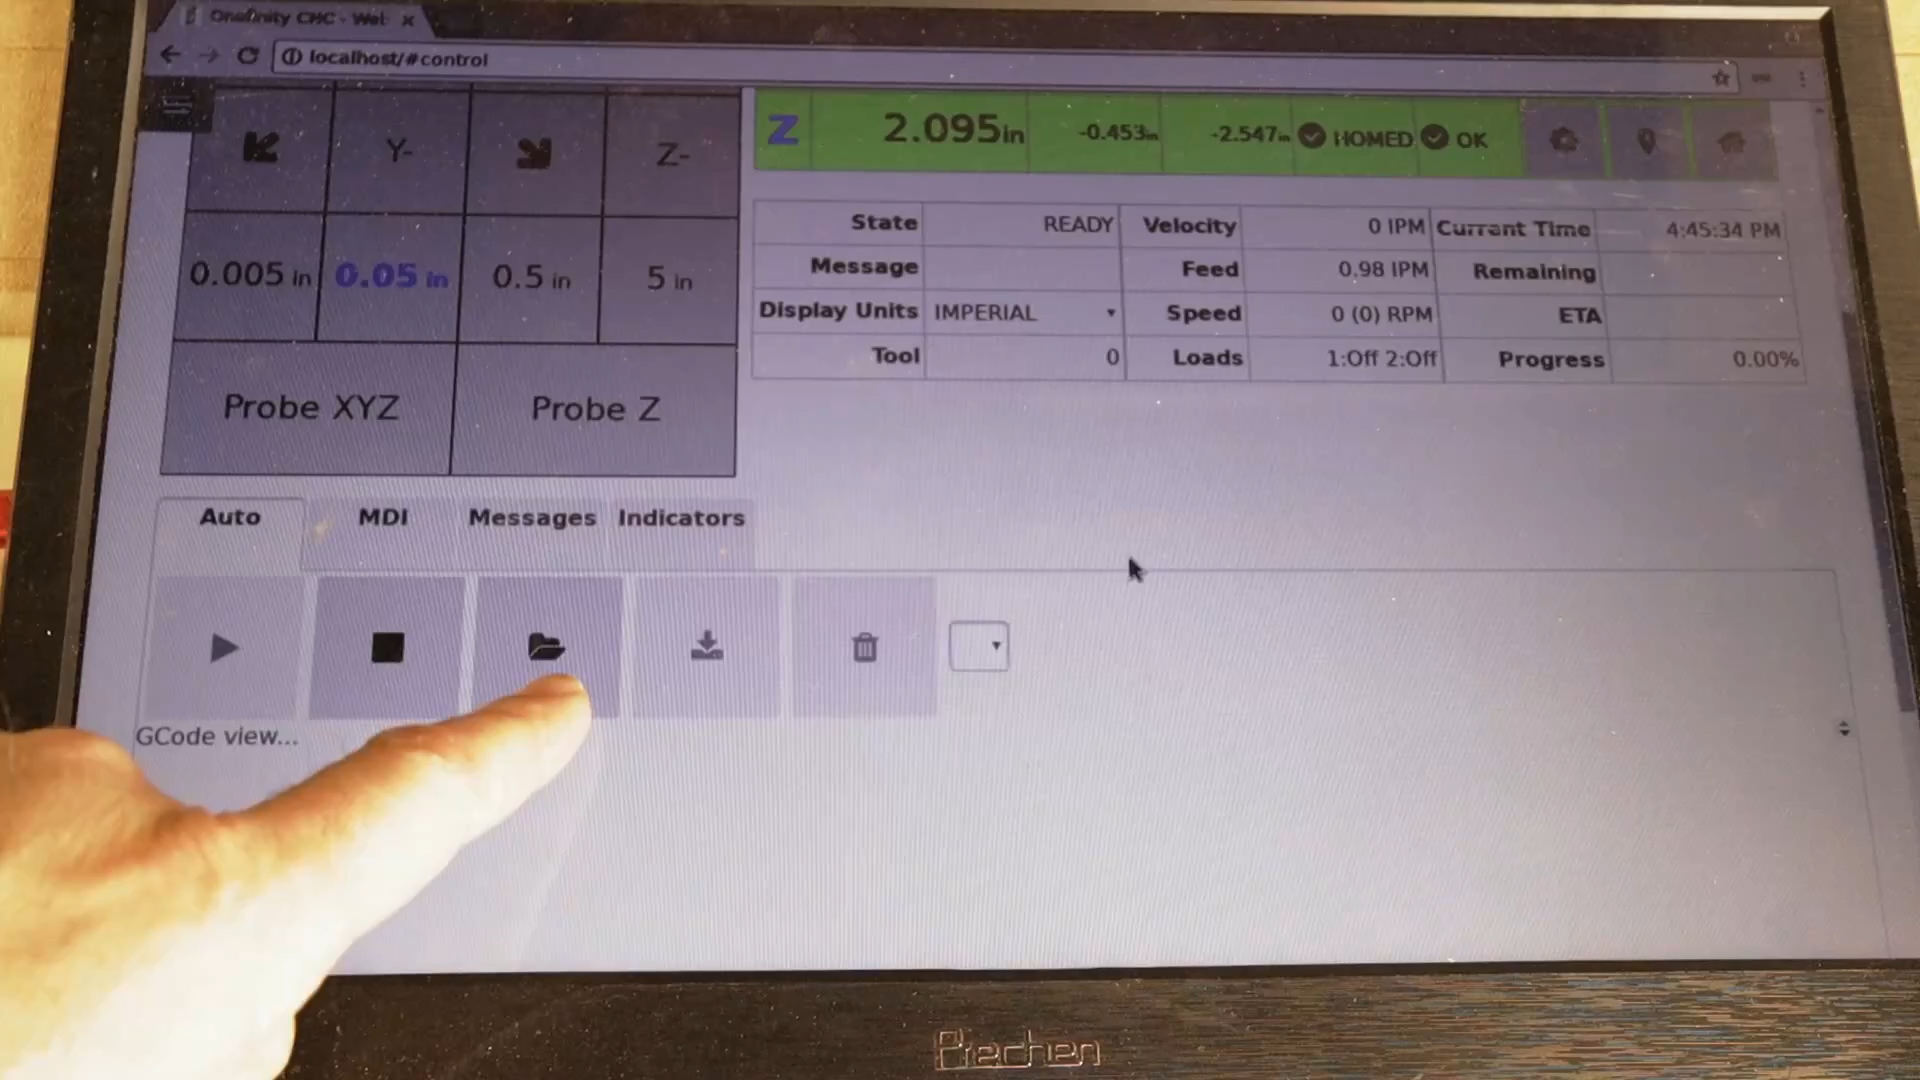 Onefinity CNC - Web
localhost/#control
Y- Z-
0.005 in 0.05 in 0.5 in 5 in
Probe XYZ Probe Z
Z 2.095in -0.453in -2.547in HOMED OK
State READY Velocity 0 IPM Current Time 4:45:34 PM
Message Feed 0.98 IPM Remaining
Display Units IMPERIAL Speed 0 (0) RPM ETA
Tool 0 Loads 1:Off 2:Off Progress 0.00%
Auto MDI Messages Indicators
GCode view...